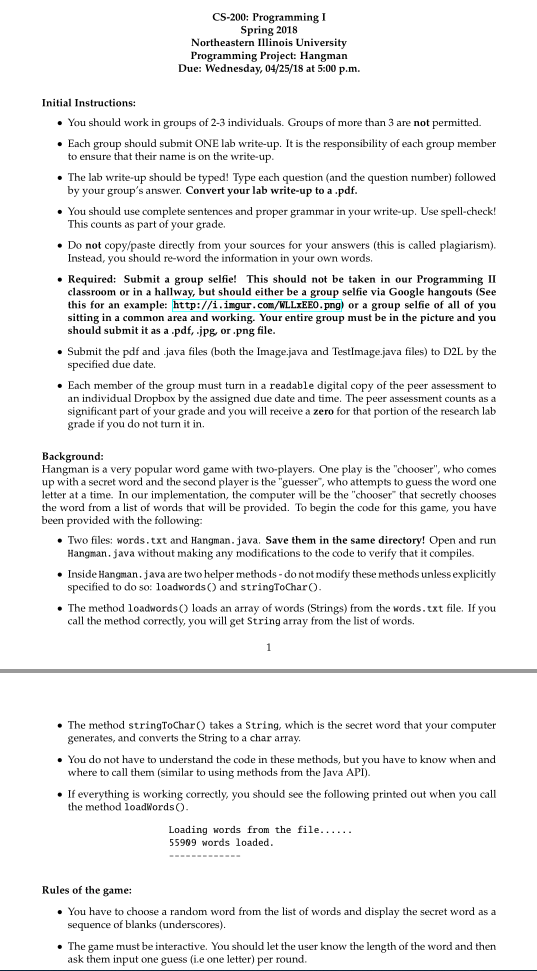 CS-200: Programming I
Spring 2018
Northeastern Illinois University
Programming Project: Hangman
Due: Wednesday, 04/25/18 at 5:00 p.m.
Initial Instructions:
• You should work in groups of 2-3 individuals. Groups of more than 3 are not permitted.
• Each group should submit ONE lab write-up. It is the responsibility of each group member
to ensure that their name is on the write-up.
• The lab write-up should be typed! Type each question (and the question number) followed
by your group's answer. Convert your lab write-up to a .pdf.
• You should use complete sentences and proper grammar in your write-up. Use spell-check!
This counts as part of your grade.
• Do not copy/paste directly from your sources for your answers (this is called plagiarism).
Instead, you should re-word the information in your own words.
• Required: Submit a group selfie! This should not be taken in our Programming II
classroom or in a hallway, but should either be a group selfie via Google hangouts (See
this for an example: http://i.imgur.com/WLLxEEO.png) or a group selfie of all of you
sitting in a common area and working. Your entire group must be in the picture and you
should submit it as a .pdf, .jpg, or .png file.
• Submit the pdf and .java files (both the Image.java and TestImage.java files) to D2L by the
specified due date.
• Each member of the group must turn in a readable digital copy of the peer assessment to
an individual Dropbox by the assigned due date and time. The peer assessment counts as a
significant part of your grade and you will receive a zero for that portion of the research lab
grade if you do not turn it in.
Background:
Hangman is a very popular word game with two-players. One play is the "chooser", who comes
up with a secret word and the second player is the "guesser", who attempts to guess the word one
letter at a time. In our implementation, the computer will be the "chooser" that secretly chooses
the word from a list of words that will be provided. To begin the code for this game, you have
been provided with the following:
• Two files: words.txt and Hangman.java. Save them in the same directory! Open and run
Hangman.java without making any modifications to the code to verify that it compiles.
• Inside Hangman.java are two helper methods - do not modify these methods unless explicitly
specified to do so: loadwords() and stringToChar().
• The method loadwords() loads an array of words (Strings) from the words.txt file. If you
call the method correctly, you will get String array from the list of words.
1
• The method stringToChar() takes a String, which is the secret word that your computer
generates, and converts the String to a char array.
• You do not have to understand the code in these methods, but you have to know when and
where to call them (similar to using methods from the Java API).
• If everything is working correctly, you should see the following printed out when you call
the method loadWords().
Loading words from the file......
55909 words loaded.
-------------
Rules of the game:
• You have to choose a random word from the list of words and display the secret word as a
sequence of blanks (underscores).
• The game must be interactive. You should let the user know the length of the word and then
ask them input one guess (i.e one letter) per round.